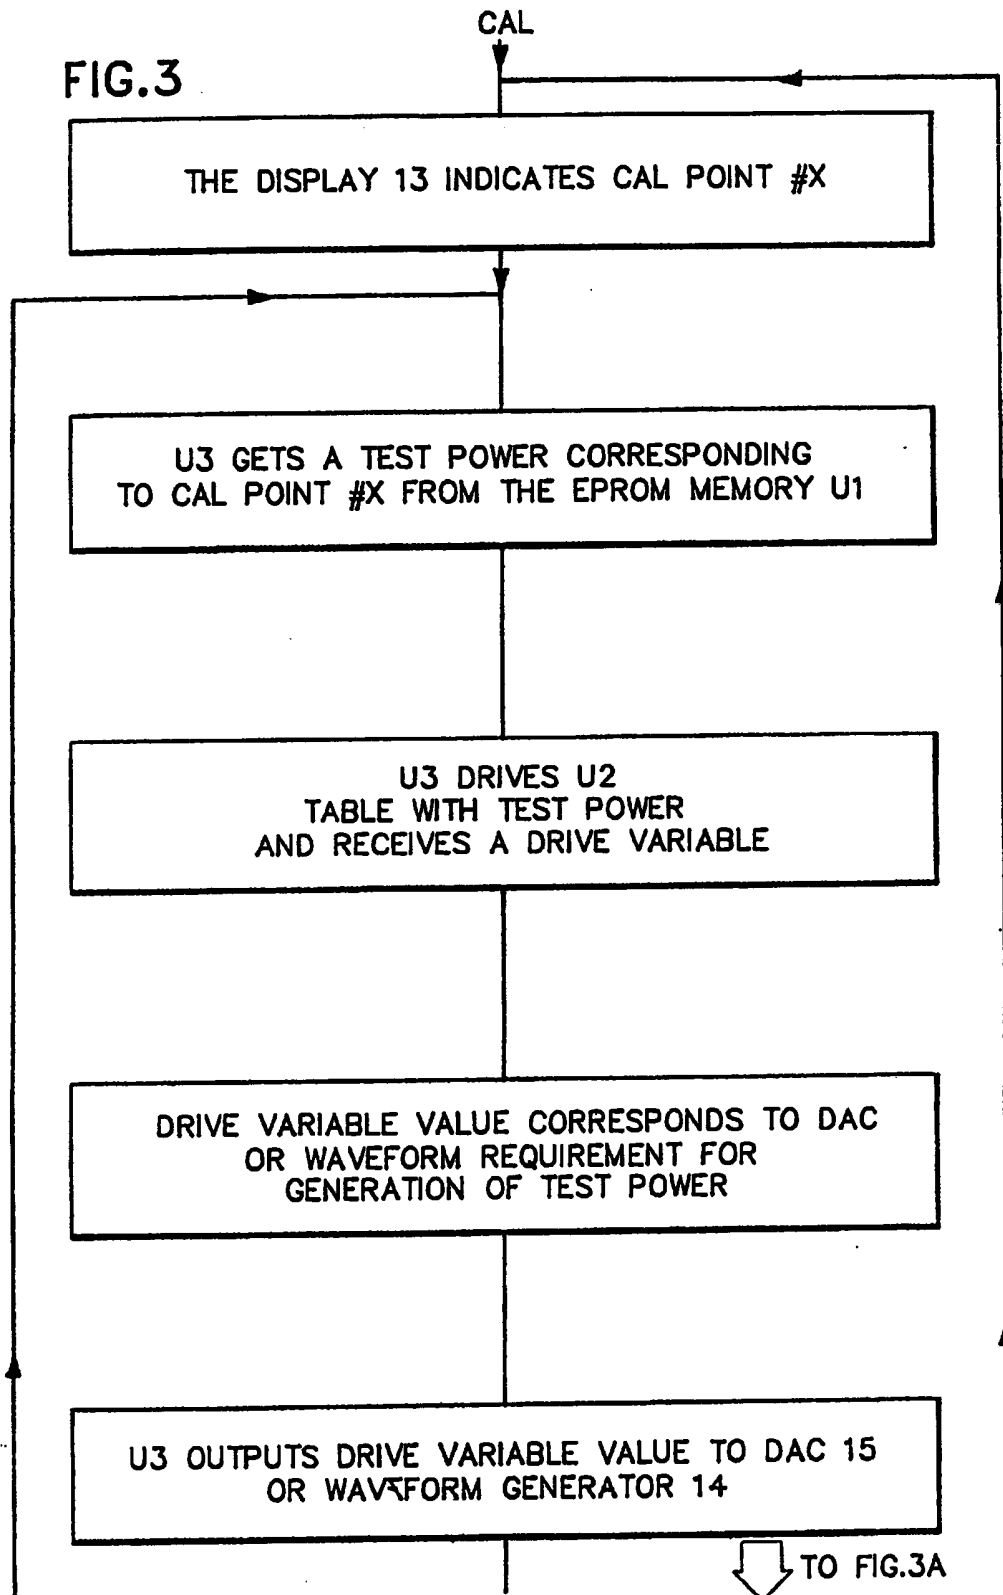 CAL
FIG.3
THE DISPLAY 13 INDICATES CAL POINT #X
U3 GETS A TEST POWER CORRESPONDING
TO CAL POINT #X FROM THE EPROM MEMORY U1
U3 DRIVES U2
TABLE WITH TEST POWER
AND RECEIVES A DRIVE VARIABLE
DRIVE VARIABLE VALUE CORRESPONDS TO DAC
OR WAVEFORM REQUIREMENT FOR
GENERATION OF TEST POWER
U3 OUTPUTS DRIVE VARIABLE VALUE TO DAC 15
OR WAVEFORM GENERATOR 14
TO FIG.3A